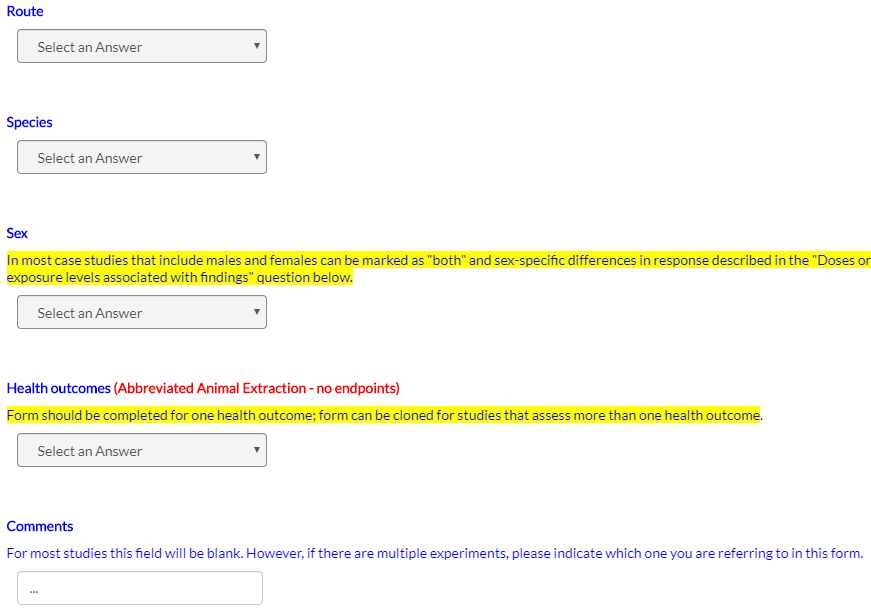 Route
Select an Answer
Species
Select an Answer
Sex
In most case studies that include males and females can be marked as "both" and sex-specific differences in response described in the "Doses or
exposure levels associated with findings" question below.
Select an Answer
Health outcomes (Abbreviated Animal Extraction - no endpoints)
Form should be completed for one health outcome; form can be cloned for studies that assess more than one health outcome.
Select an Answer
Comments
For most studies this field will be blank. However, if there are multiple experiments, please indicate which one you are referring to in this form.
...